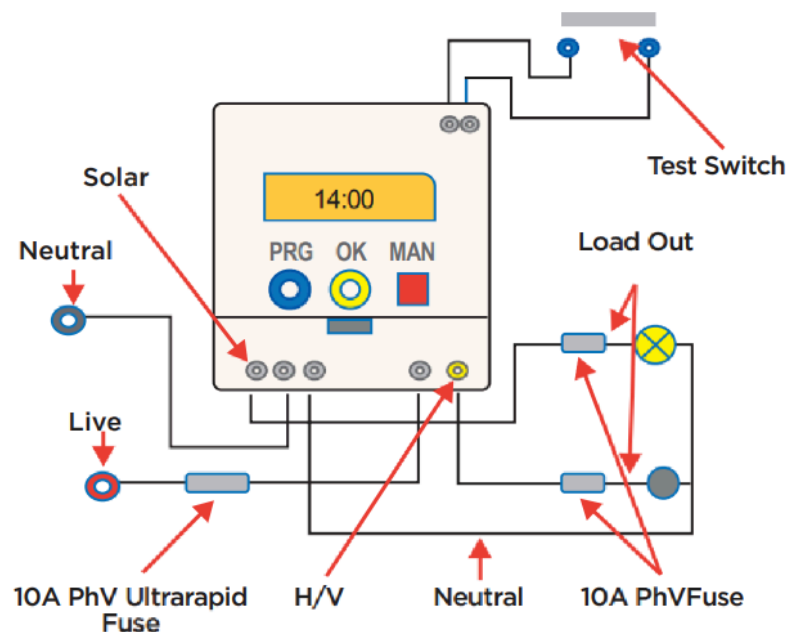 Test Switch
Solar
14:00
Neutral
PRG OK MAN
Load Out
Live
10A PhV Ultrarapid
Fuse
H/V
Neutral
10A PhVFuse